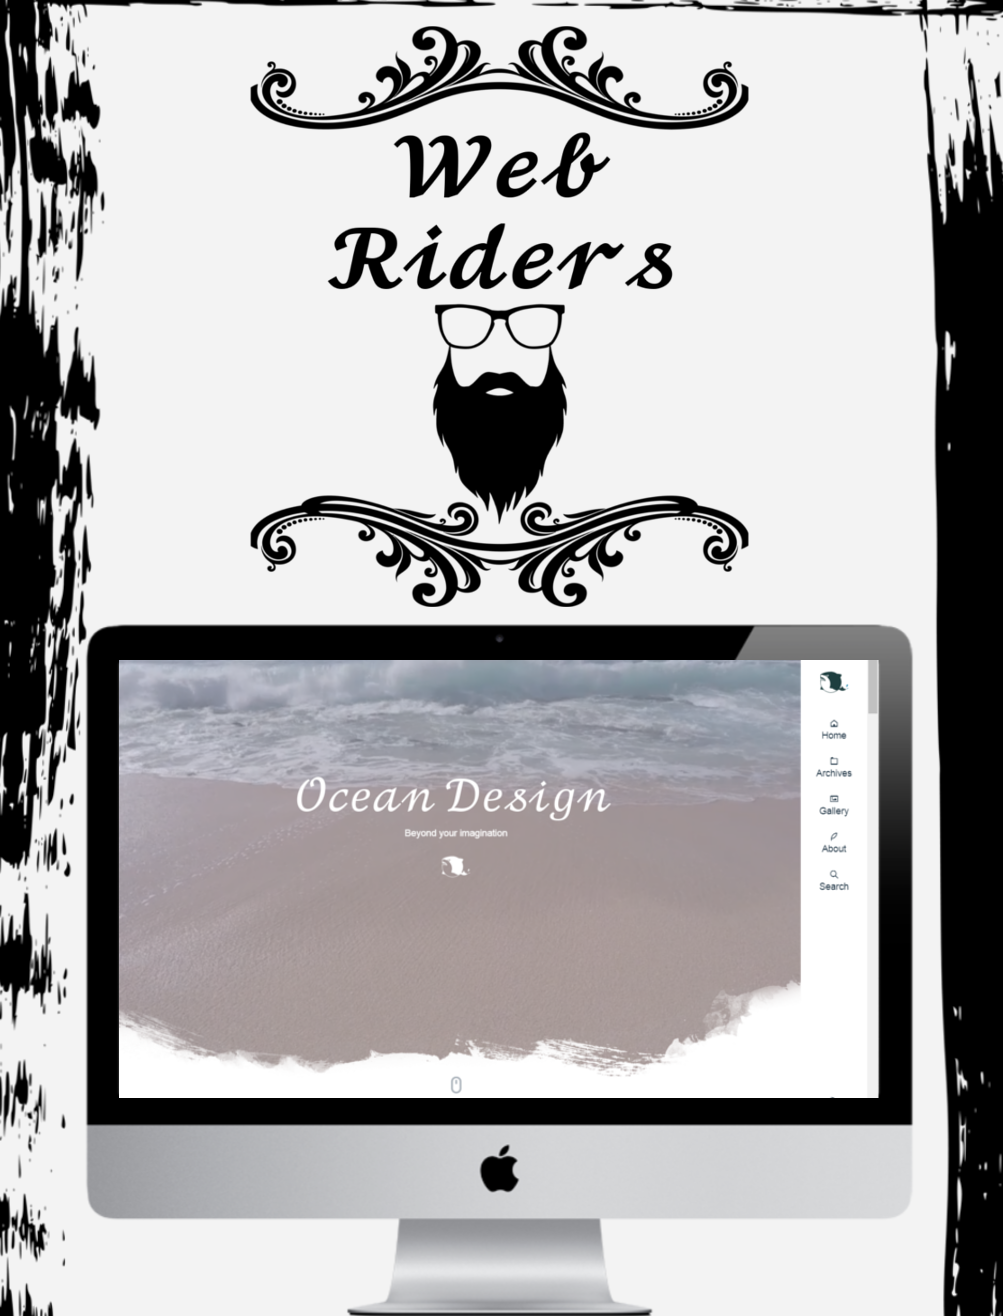 Web
Riders
Ocean Design
Beyond your imagination
Home
Archives
Gallery
About
Search